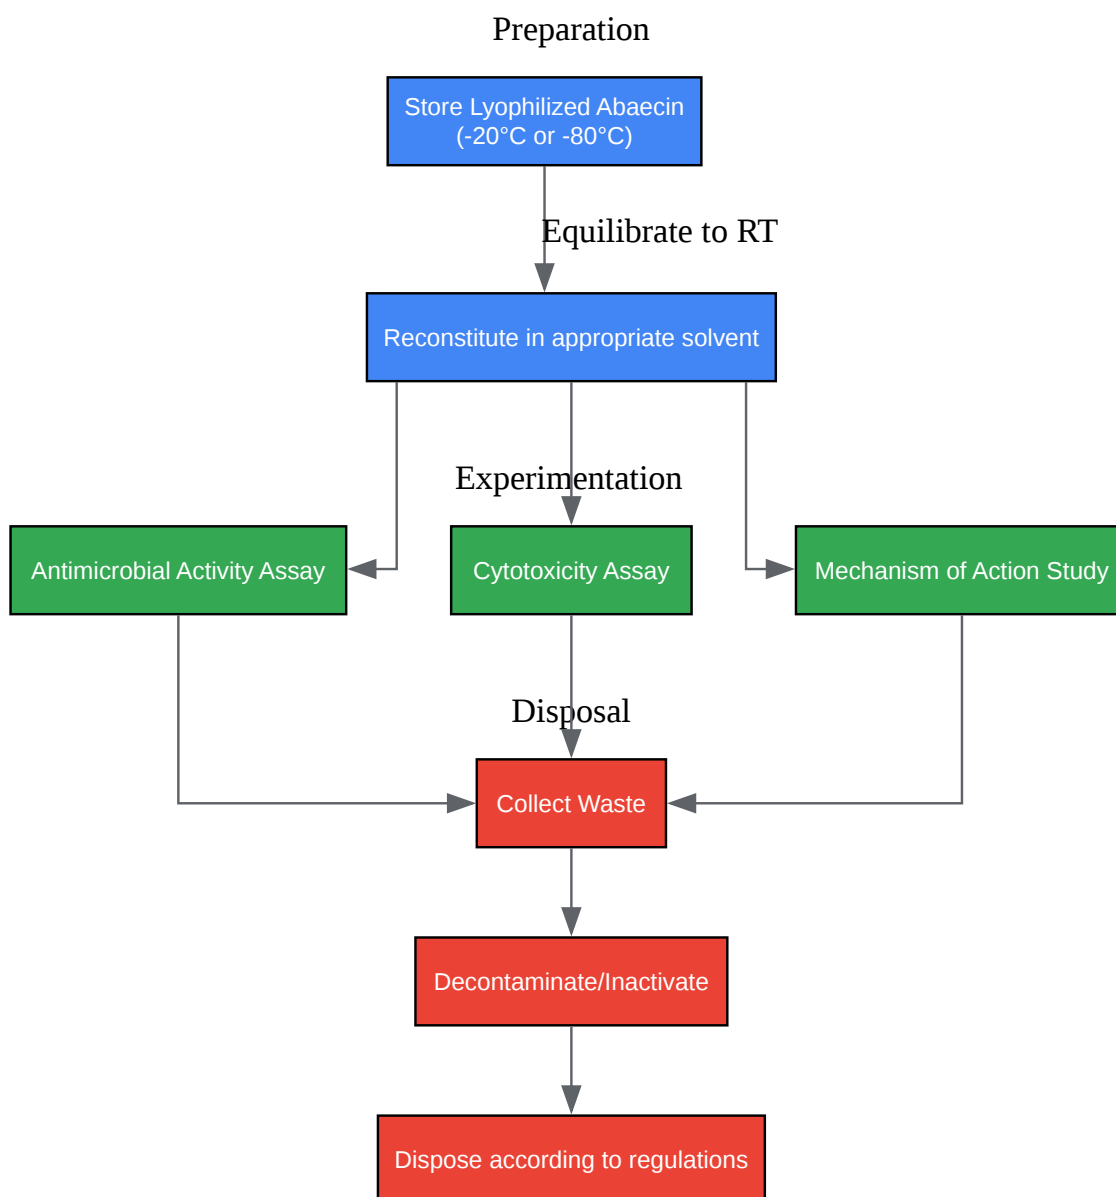 Preparation
Store Lyophilized Abaecin
(-20°C or -80°C)
Equilibrate to RT
Reconstitute in appropriate solvent
Experimentation
Antimicrobial Activity Assay
Cytotoxicity Assay
Mechanism of Action Study
Disposal
Collect Waste
Decontaminate/Inactivate
Dispose according to regulations